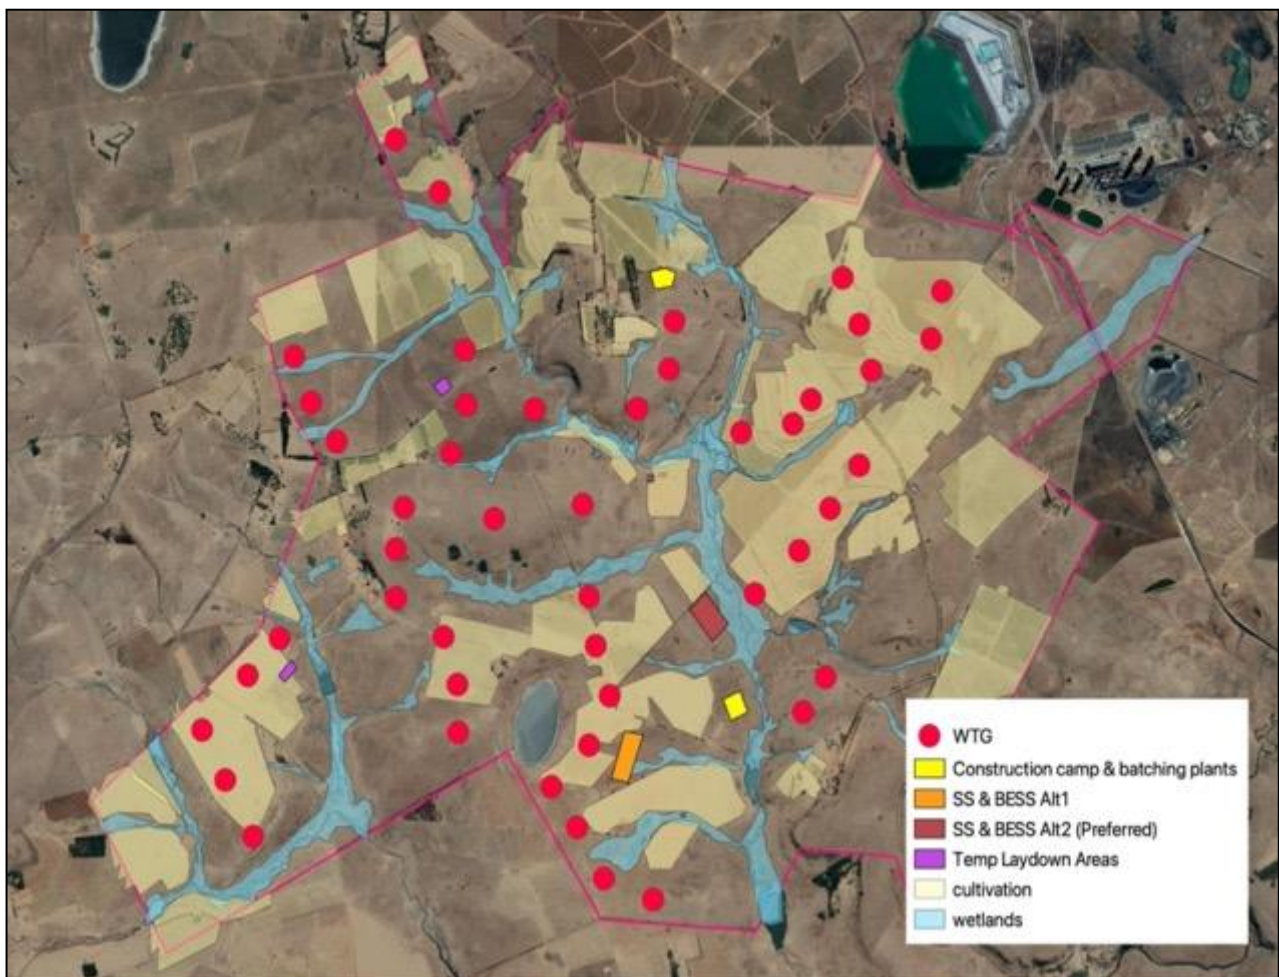 WTG
Construction camp & batching plants
SS & BESS Alt1
SS & BESS Alt2 (Preferred)
Temp Laydown Areas
cultivation
wetlands